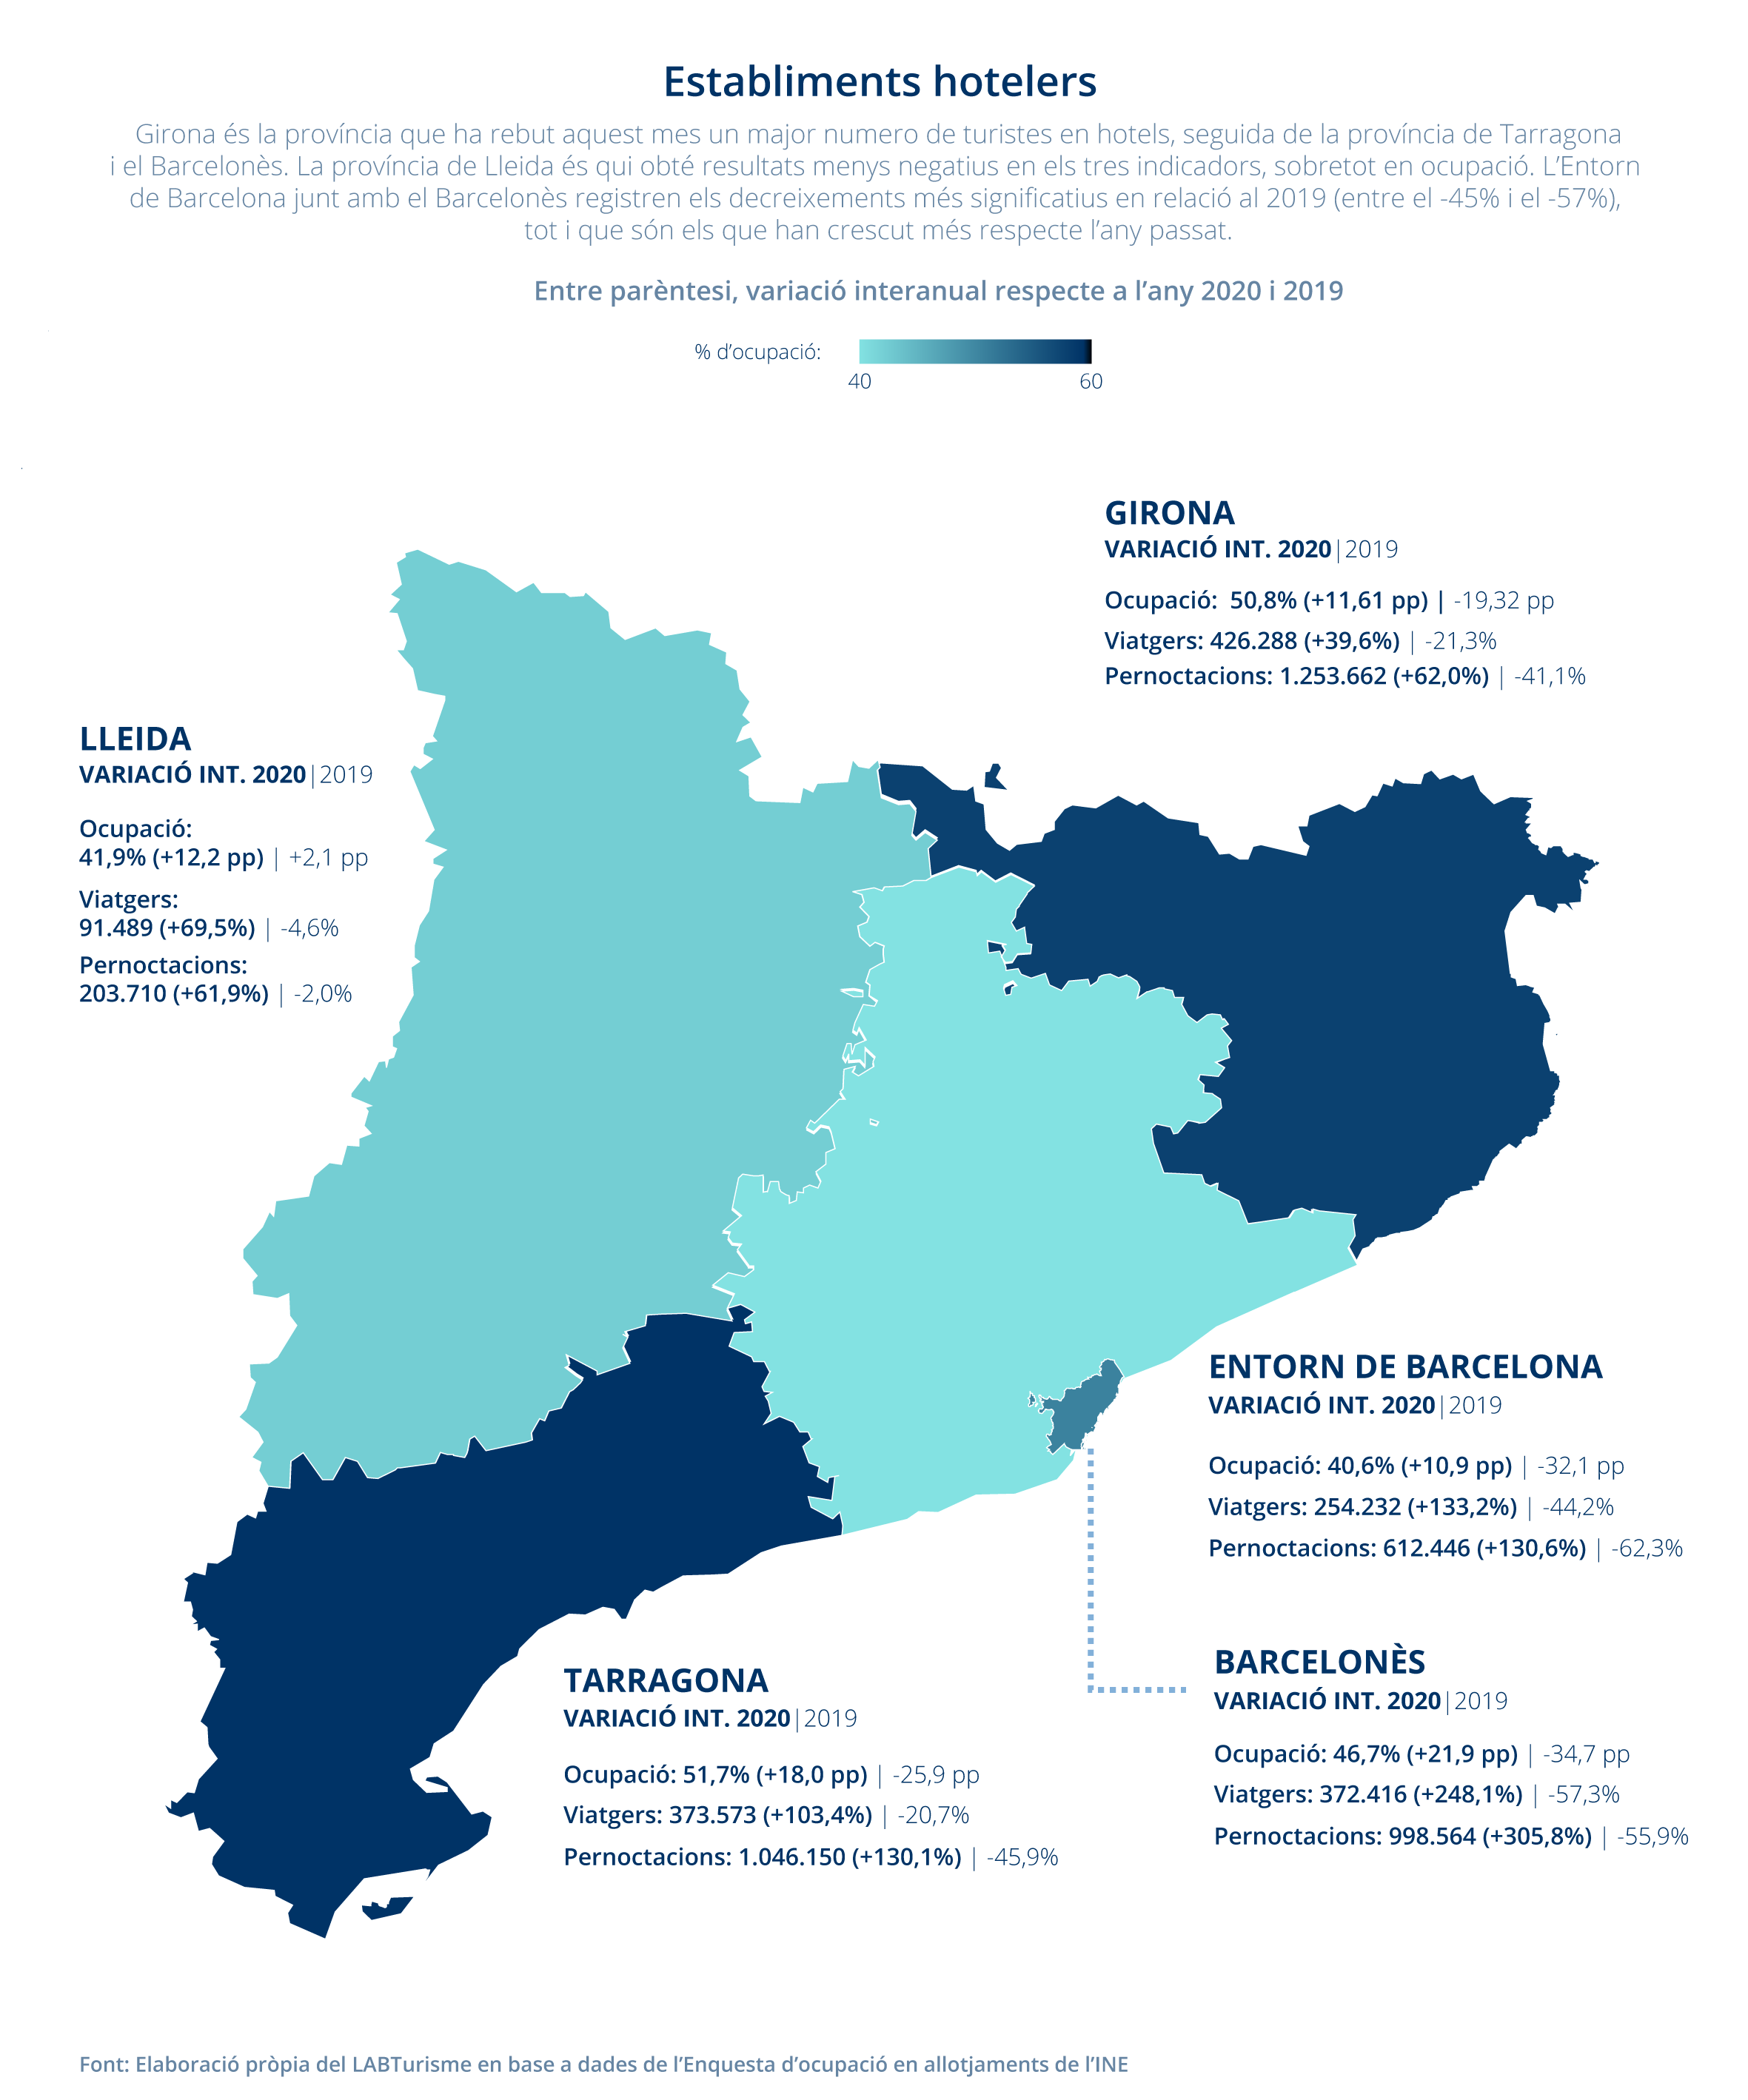 Establiments hotelers
Girona és la província que ha rebut aquest mes un major numero de turistes en hotels, seguida de la província de Tarragona
i el Barcelonès. La província de Lleida és qui obté resultats menys negatius en els tres indicadors, sobretot en ocupació. L’Entorn
de Barcelona junt amb el Barcelonès registren els decreixements més significatius en relació al 2019 (entre el -45% i el -57%),
tot i que són els que han crescut més respecte l’any passat.
Entre parèntesi, variació interanual respecte a l’any 2020 i 2019
% d’ocupació:
40 60
GIRONA
VARIACIÓ INT. 2020|2019
Ocupació: 50,8% (+11,61 pp) | -19,32 pp
Viatgers: 426.288 (+39,6%) | -21,3%
Pernoctacions: 1.253.662 (+62,0%) | -41,1%
LLEIDA
VARIACIÓ INT. 2020|2019
Ocupació:
41,9% (+12,2 pp) | +2,1 pp
Viatgers:
91.489 (+69,5%) | -4,6%
Pernoctacions:
203.710 (+61,9%) | -2,0%
ENTORN DE BARCELONA
VARIACIÓ INT. 2020|2019
Ocupació: 40,6% (+10,9 pp) | -32,1 pp
Viatgers: 254.232 (+133,2%) | -44,2%
Pernoctacions: 612.446 (+130,6%) | -62,3%
BARCELONÈS
VARIACIÓ INT. 2020|2019
Ocupació: 46,7% (+21,9 pp) | -34,7 pp
Viatgers: 372.416 (+248,1%) | -57,3%
Pernoctacions: 998.564 (+305,8%) | -55,9%
TARRAGONA
VARIACIÓ INT. 2020|2019
Ocupació: 51,7% (+18,0 pp) | -25,9 pp
Viatgers: 373.573 (+103,4%) | -20,7%
Pernoctacions: 1.046.150 (+130,1%) | -45,9%
Font: Elaboració pròpia del LABTurisme en base a dades de l’Enquesta d’ocupació en allotjaments de l’INE